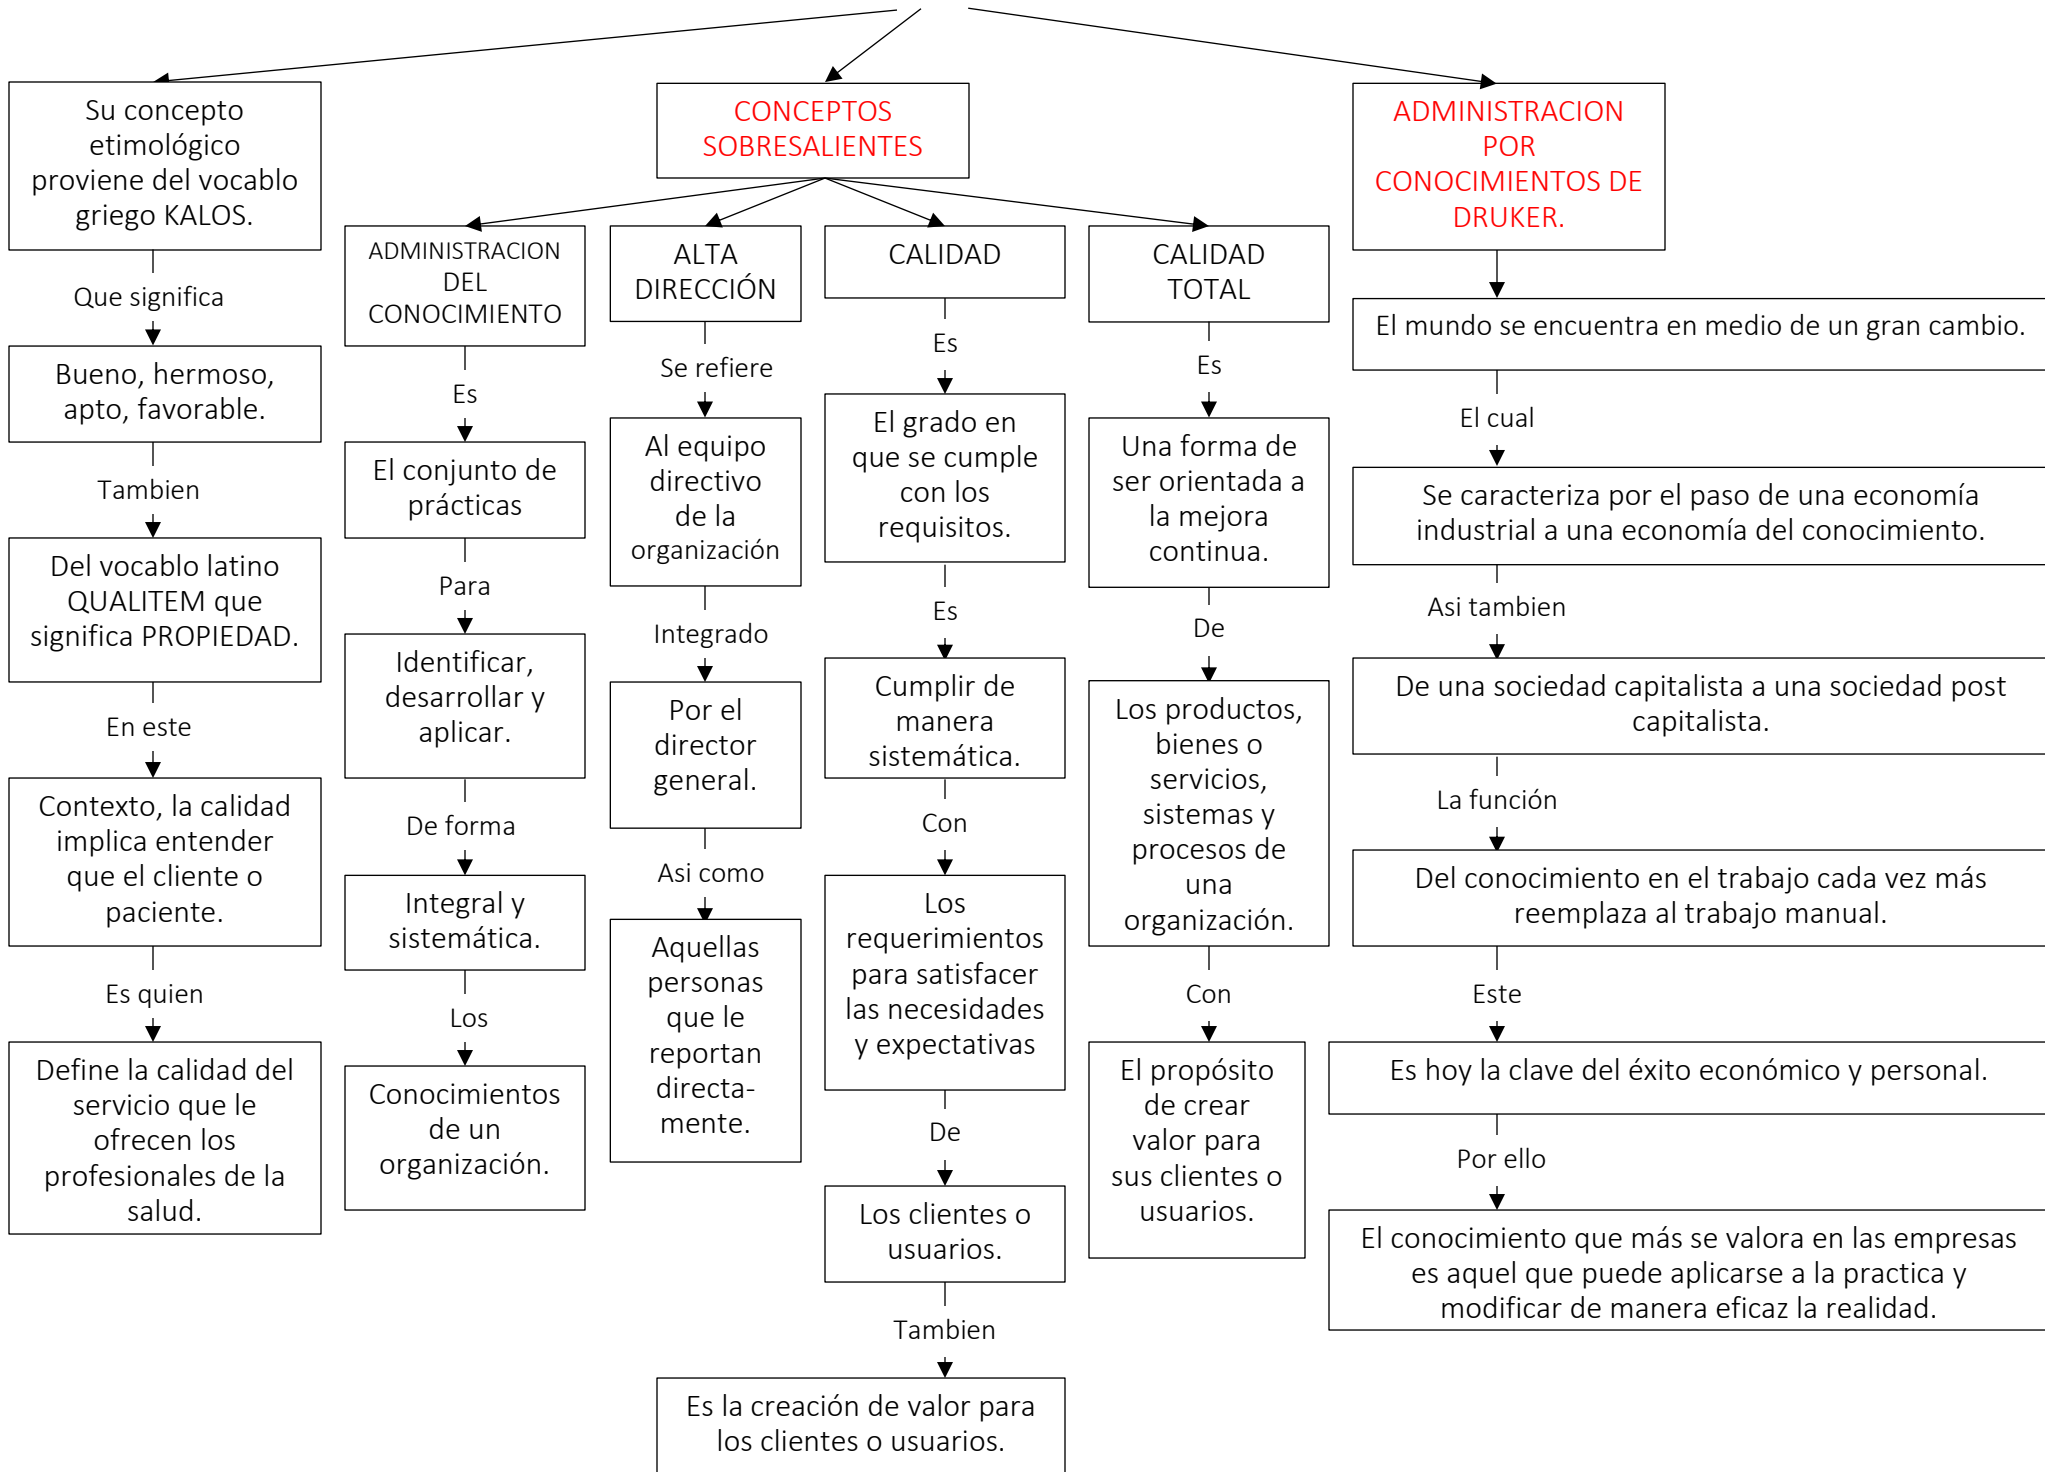 Su concepto
etimológico
proviene del vocablo
griego KALOS.
Que significa
Bueno, hermoso,
apto, favorable.
Tambien
Del vocablo latino
QUALITEM que
significa PROPIEDAD.
En este
Contexto, la calidad
implica entender
que el cliente o
paciente.
Es quien
Define la calidad del
servicio que le
ofrecen los
profesionales de la
salud.
CONCEPTOS
SOBRESALIENTES
ADMINISTRACION
DEL
CONOCIMIENTO
Es
El conjunto de
prácticas
Para
Identificar,
desarrollar y
aplicar.
De forma
Integral y
sistemática.
Los
Conocimientos
de un
organización.
ALTA
DIRECCIÓN
Se refiere
Al equipo
directivo
de la
organización
Integrado
Por el
director
general.
Asi como
Aquellas
personas
que le
reportan
directa-
mente.
CALIDAD
Es
El grado en
que se cumple
con los
requisitos.
Es
Cumplir de
manera
sistemática.
Con
Los
requerimientos
para satisfacer
las necesidades
y expectativas
De
Los clientes o
usuarios.
Tambien
Es la creación de valor para
los clientes o usuarios.
CALIDAD
TOTAL
Es
Una forma de
ser orientada a
la mejora
continua.
De
Los productos,
bienes o
servicios,
sistemas y
procesos de
una
organización.
Con
El propósito
de crear
valor para
sus clientes o
usuarios.
ADMINISTRACION
POR
CONOCIMIENTOS DE
DRUKER.
El mundo se encuentra en medio de un gran cambio.
El cual
Se caracteriza por el paso de una economía
industrial a una economía del conocimiento.
Asi tambien
De una sociedad capitalista a una sociedad post
capitalista.
La función
Del conocimiento en el trabajo cada vez más
reemplaza al trabajo manual.
Este
Es hoy la clave del éxito económico y personal.
Por ello
El conocimiento que más se valora en las empresas
es aquel que puede aplicarse a la practica y
modificar de manera eficaz la realidad.